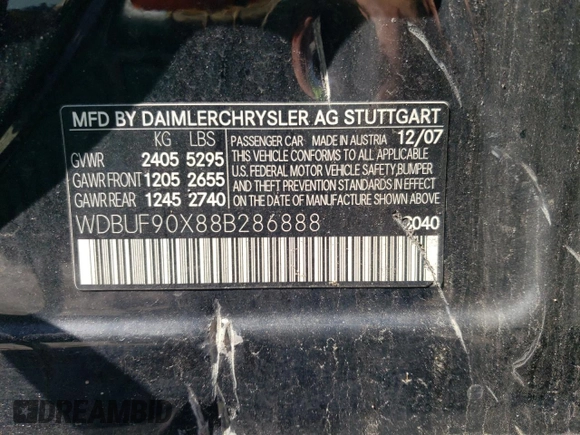 MFD BY DAIMLERCHRYSLER AG STUTTGART
KG LBS
GVWR 2405 5295
GAWR FRONT 1205 2655
GAWR REAR 1245 2740
PASSENGER CAR MADE IN AUSTRIA 12/07
THIS VEHICLE CONFORMS TO ALL APPLICABLE
U.S. FEDERAL MOTOR VEHICLE SAFETY,BUMPER
AND THEFT PREVENTION STANDARDS IN EFFECT
ON THE DATE OF MANUFACTURE SHOWN ABOVE.
WDBUF90X88B286888
040
DREAMBID